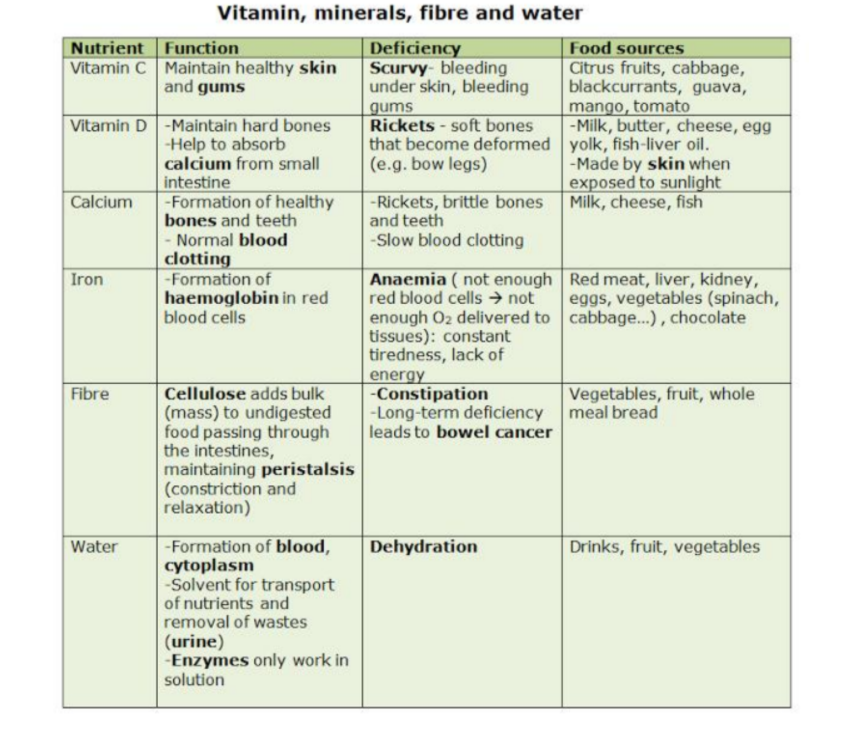 Vitamin, minerals, fibre and water
Nutrient Function Deficiency Food sources
Vitamin C
Maintain healthy skin
and gums
Scurvy- bleeding
under skin, bleeding
gums
Citrus fruits, cabbage,
blackcurrants, guava,
mango, tomato
Vitamin D
-Maintain hard bones
-Help to absorb
calcium from small
intestine
Rickets - soft bones
that become deformed
(e.g. bow legs)
-Milk, butter, cheese, egg
yolk, fish-liver oil.
-Made by skin when
exposed to sunlight
Calcium
-Formation of healthy
bones and teeth
- Normal blood
clotting
-Rickets, brittle bones
and teeth
-Slow blood clotting
Milk, cheese, fish
Iron
-Formation of
haemoglobin in red
blood cells
Anaemia ( not enough
red blood cells → not
enough O₂ delivered to
tissues): constant
tiredness, lack of
energy
Red meat, liver, kidney,
eggs, vegetables (spinach,
cabbage...) , chocolate
Fibre
Cellulose adds bulk
(mass) to undigested
food passing through
the intestines,
maintaining peristalsis
(constriction and
relaxation)
-Constipation
-Long-term deficiency
leads to bowel cancer
Vegetables, fruit, whole
meal bread
Water
-Formation of blood,
cytoplasm
-Solvent for transport
of nutrients and
removal of wastes
(urine)
-Enzymes only work in
solution
Dehydration
Drinks, fruit, vegetables